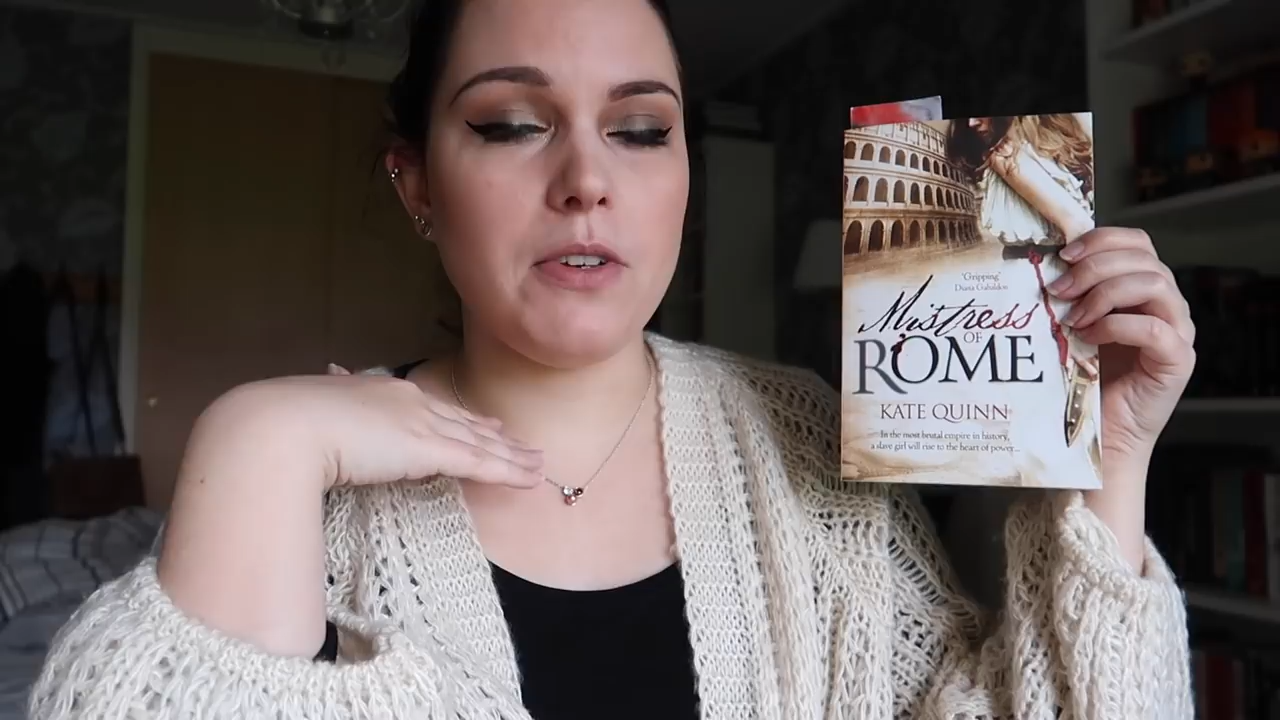 'Gripping'
Diana Gabaldon
Mistress
OF
ROME
KATE QUINN
In the most brutal empire in history,
a slave girl will rise to the heart of power...